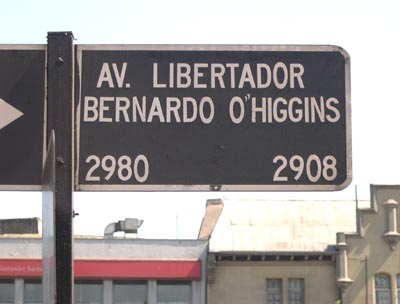 AV. LIBERTADOR
BERNARDO O'HIGGINS
2980 2908